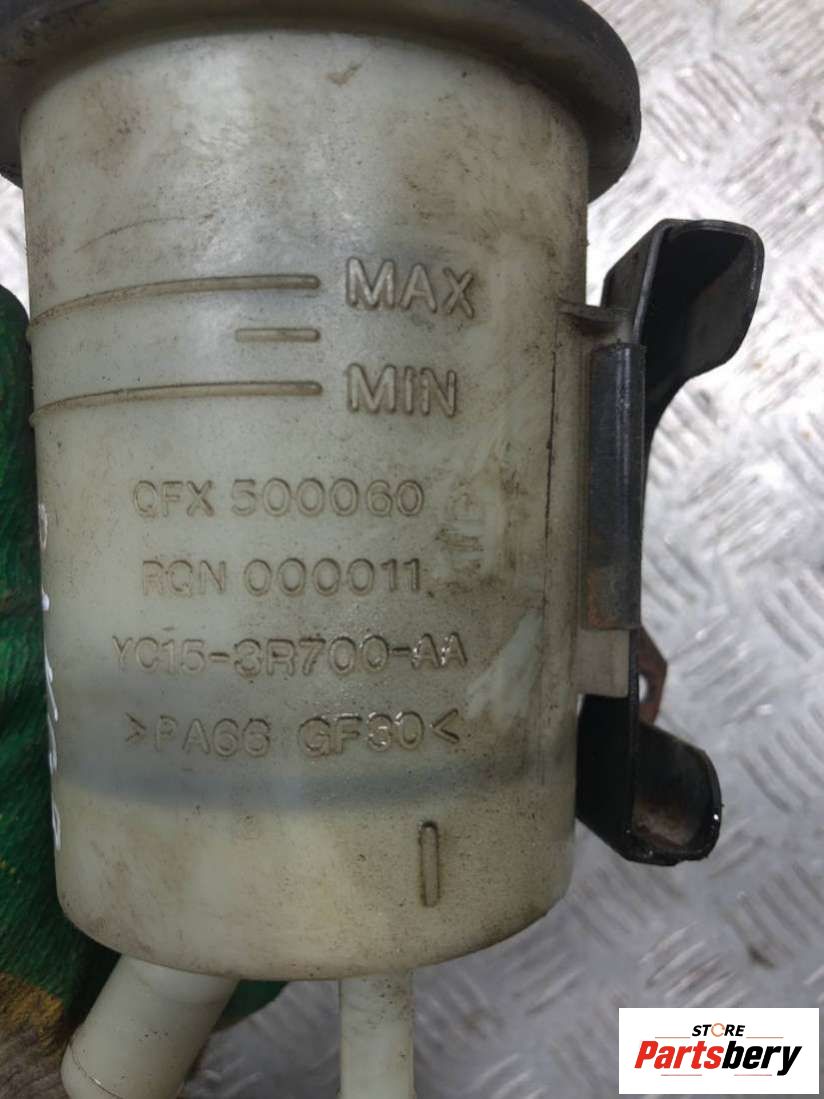 MAX
MIN
QFX 500060
RQN 000011
YC15-3R700-AA
>PA66 GF30<
STORE
Partsbery